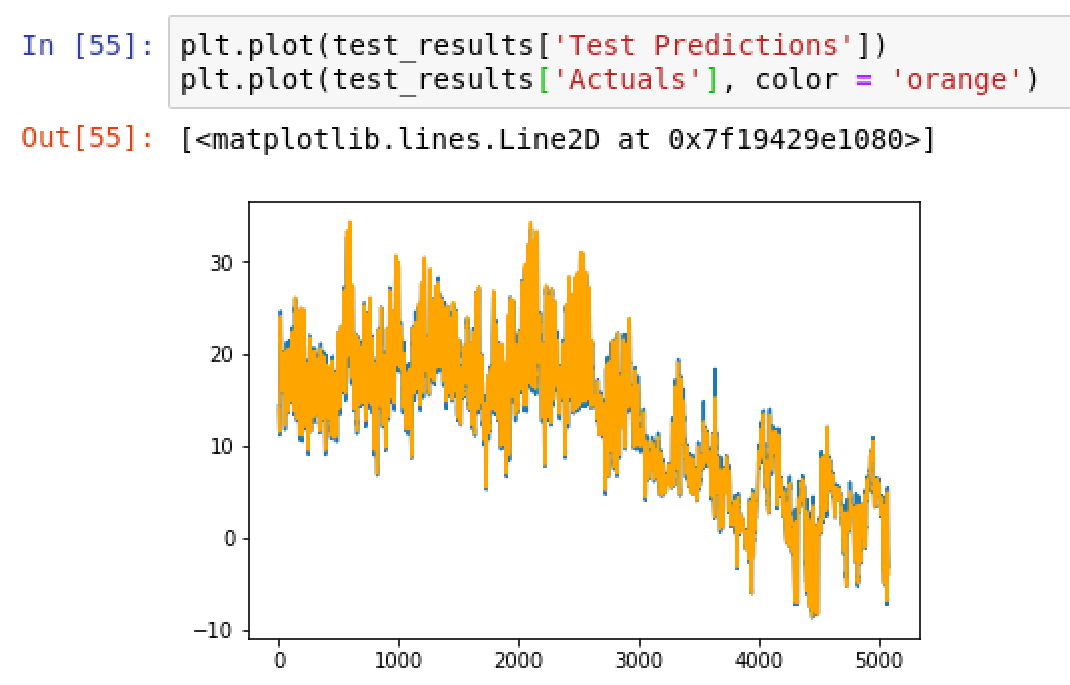 In [55]: plt.plot(test_results['Test Predictions'])
plt.plot(test_results['Actuals'], color = 'orange')
Out[55]: [<matplotlib.lines.Line2D at 0x7f19429e1080>]
30
20
10
0
−10
0 1000 2000 3000 4000 5000